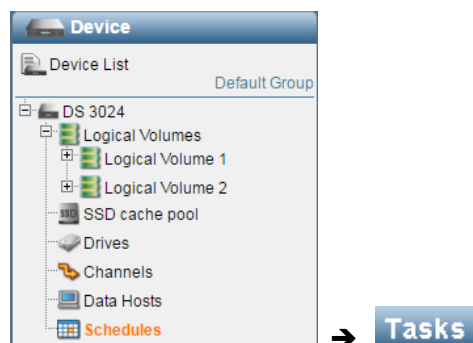 Device
Device List
Default Group
DS 3024
Logical Volumes
Logical Volume 1
Logical Volume 2
SSD SSD cache pool
Drives
Channels
Data Hosts
Schedules
➔ Tasks